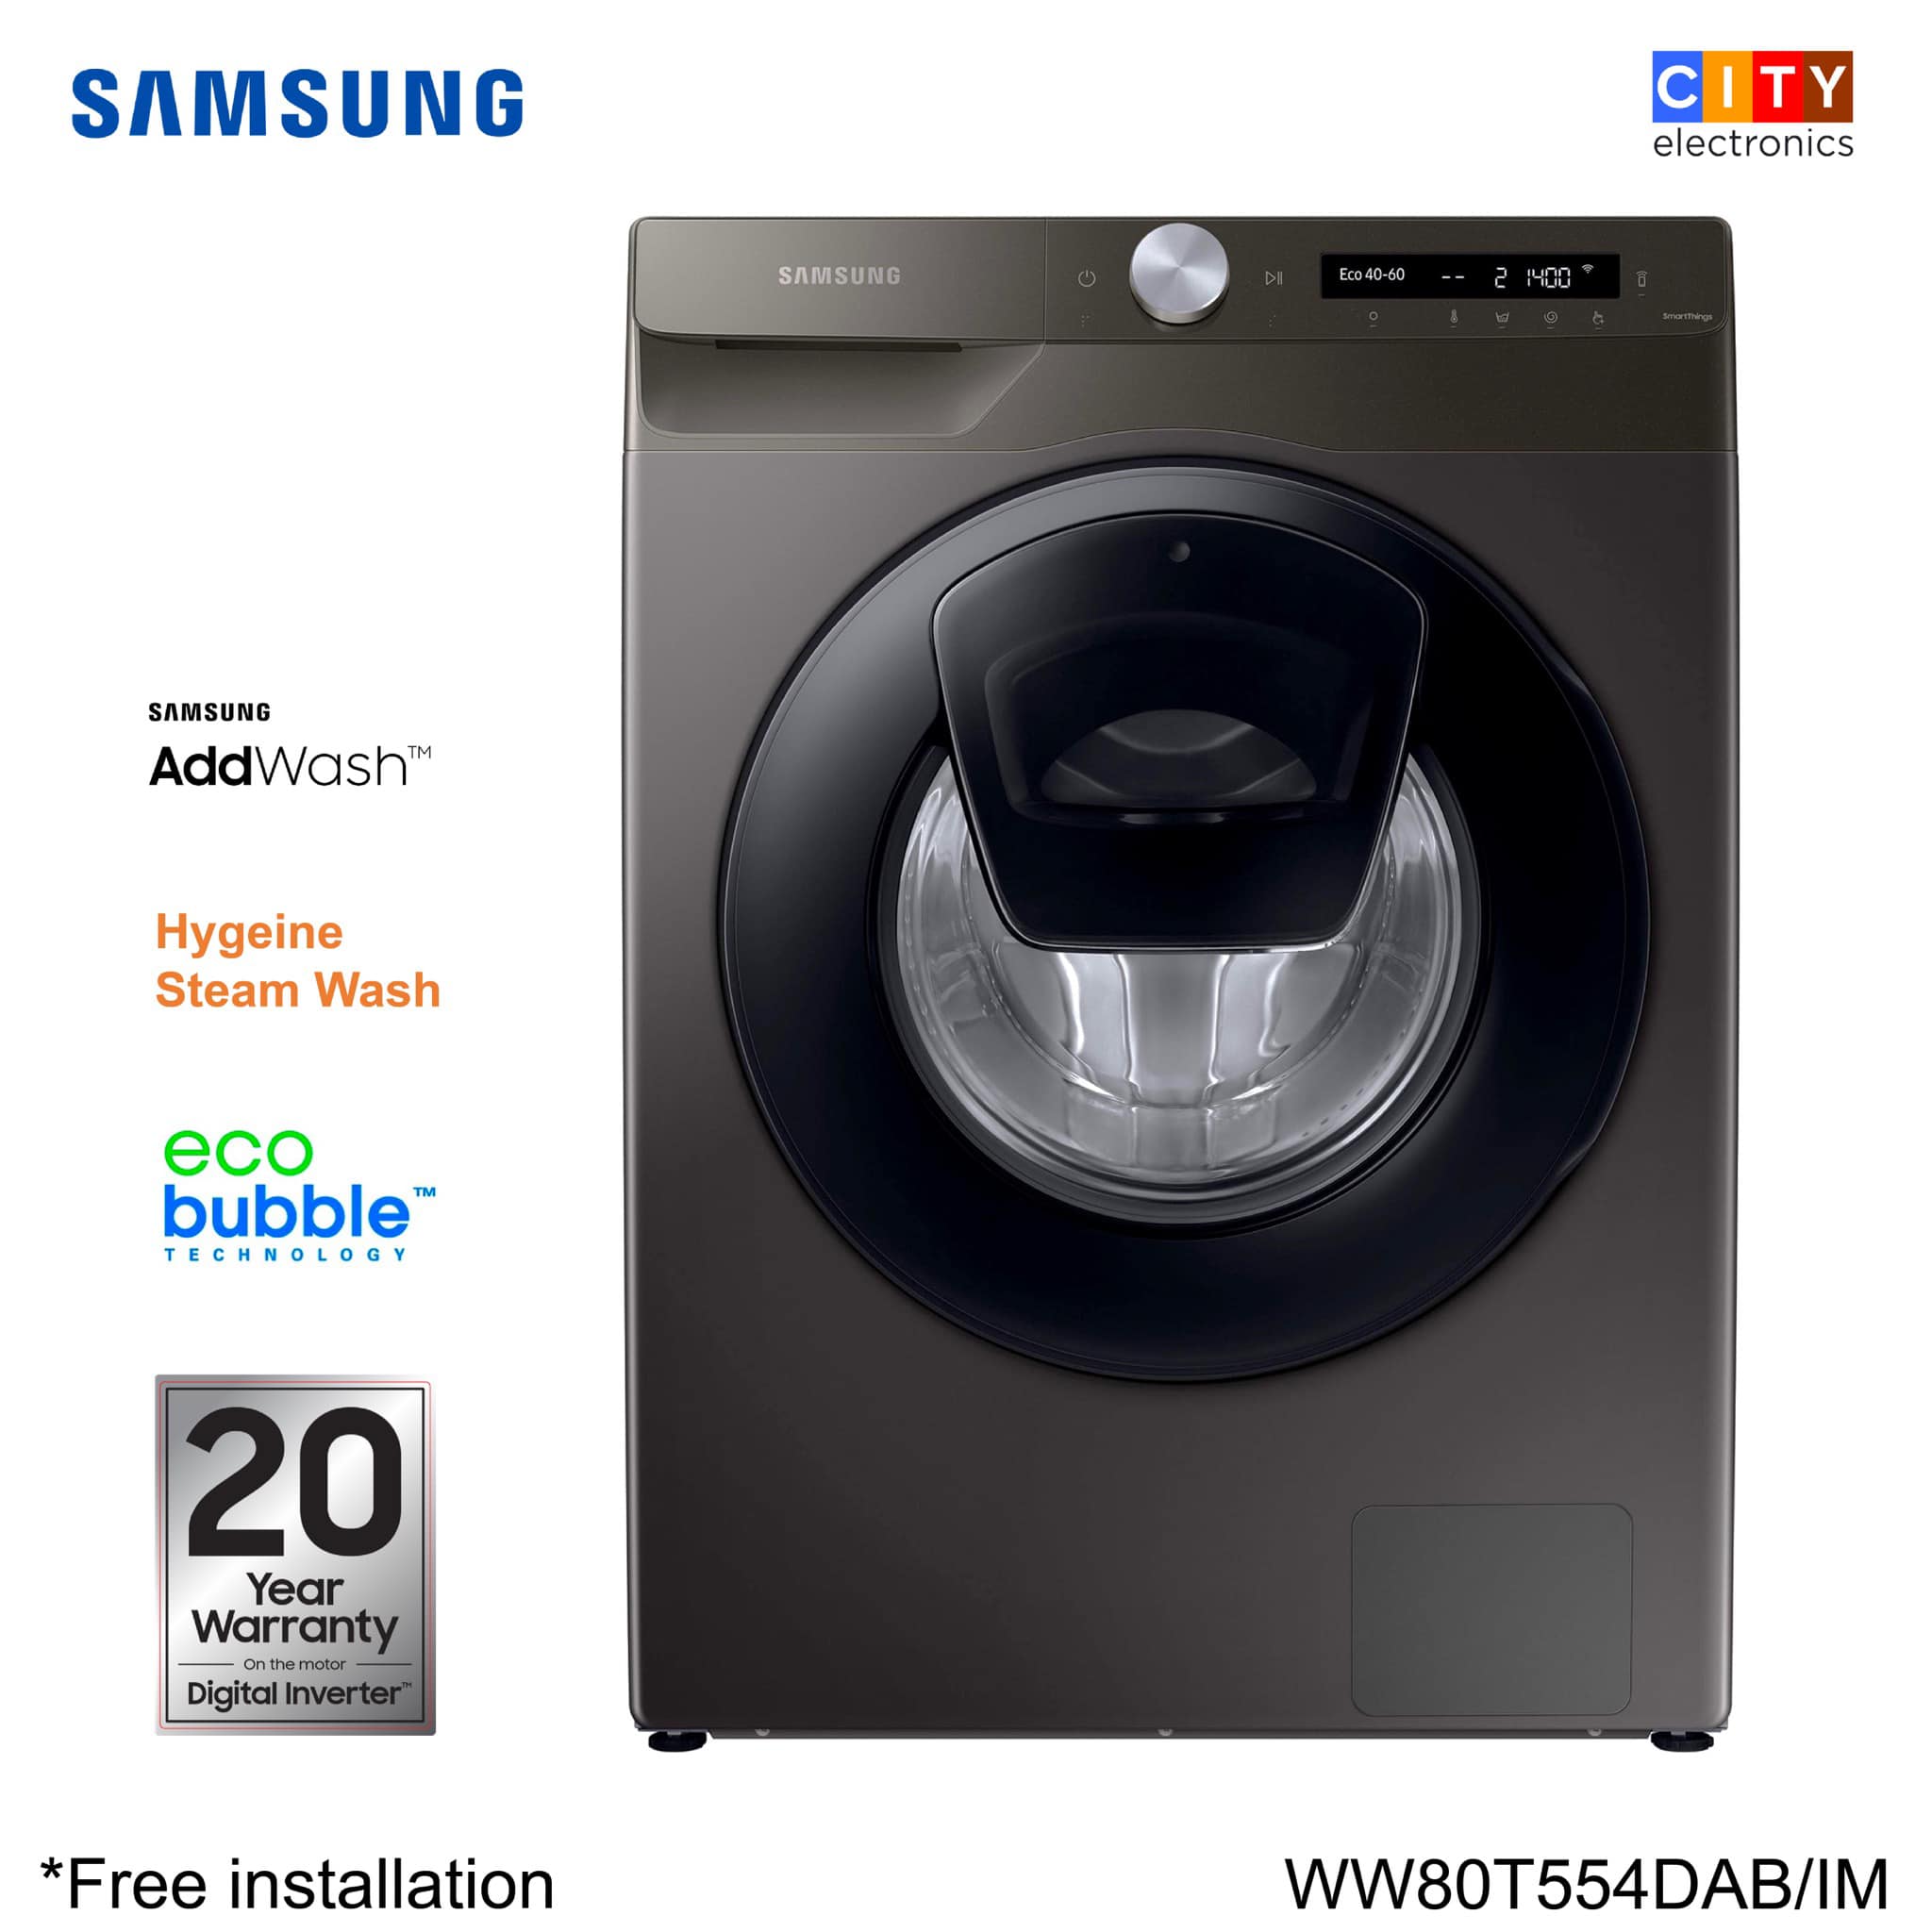 SAMSUNG
CITY
electronics
SAMSUNG
Eco 40-60 -- 2 1400
SmartThings
SAMSUNG
AddWash™
Hygeine
Steam Wash
eco
bubble™
TECHNOLOGY
20
Year
Warranty
On the motor
Digital Inverter™
*Free installation
WW80T554DAB/IM